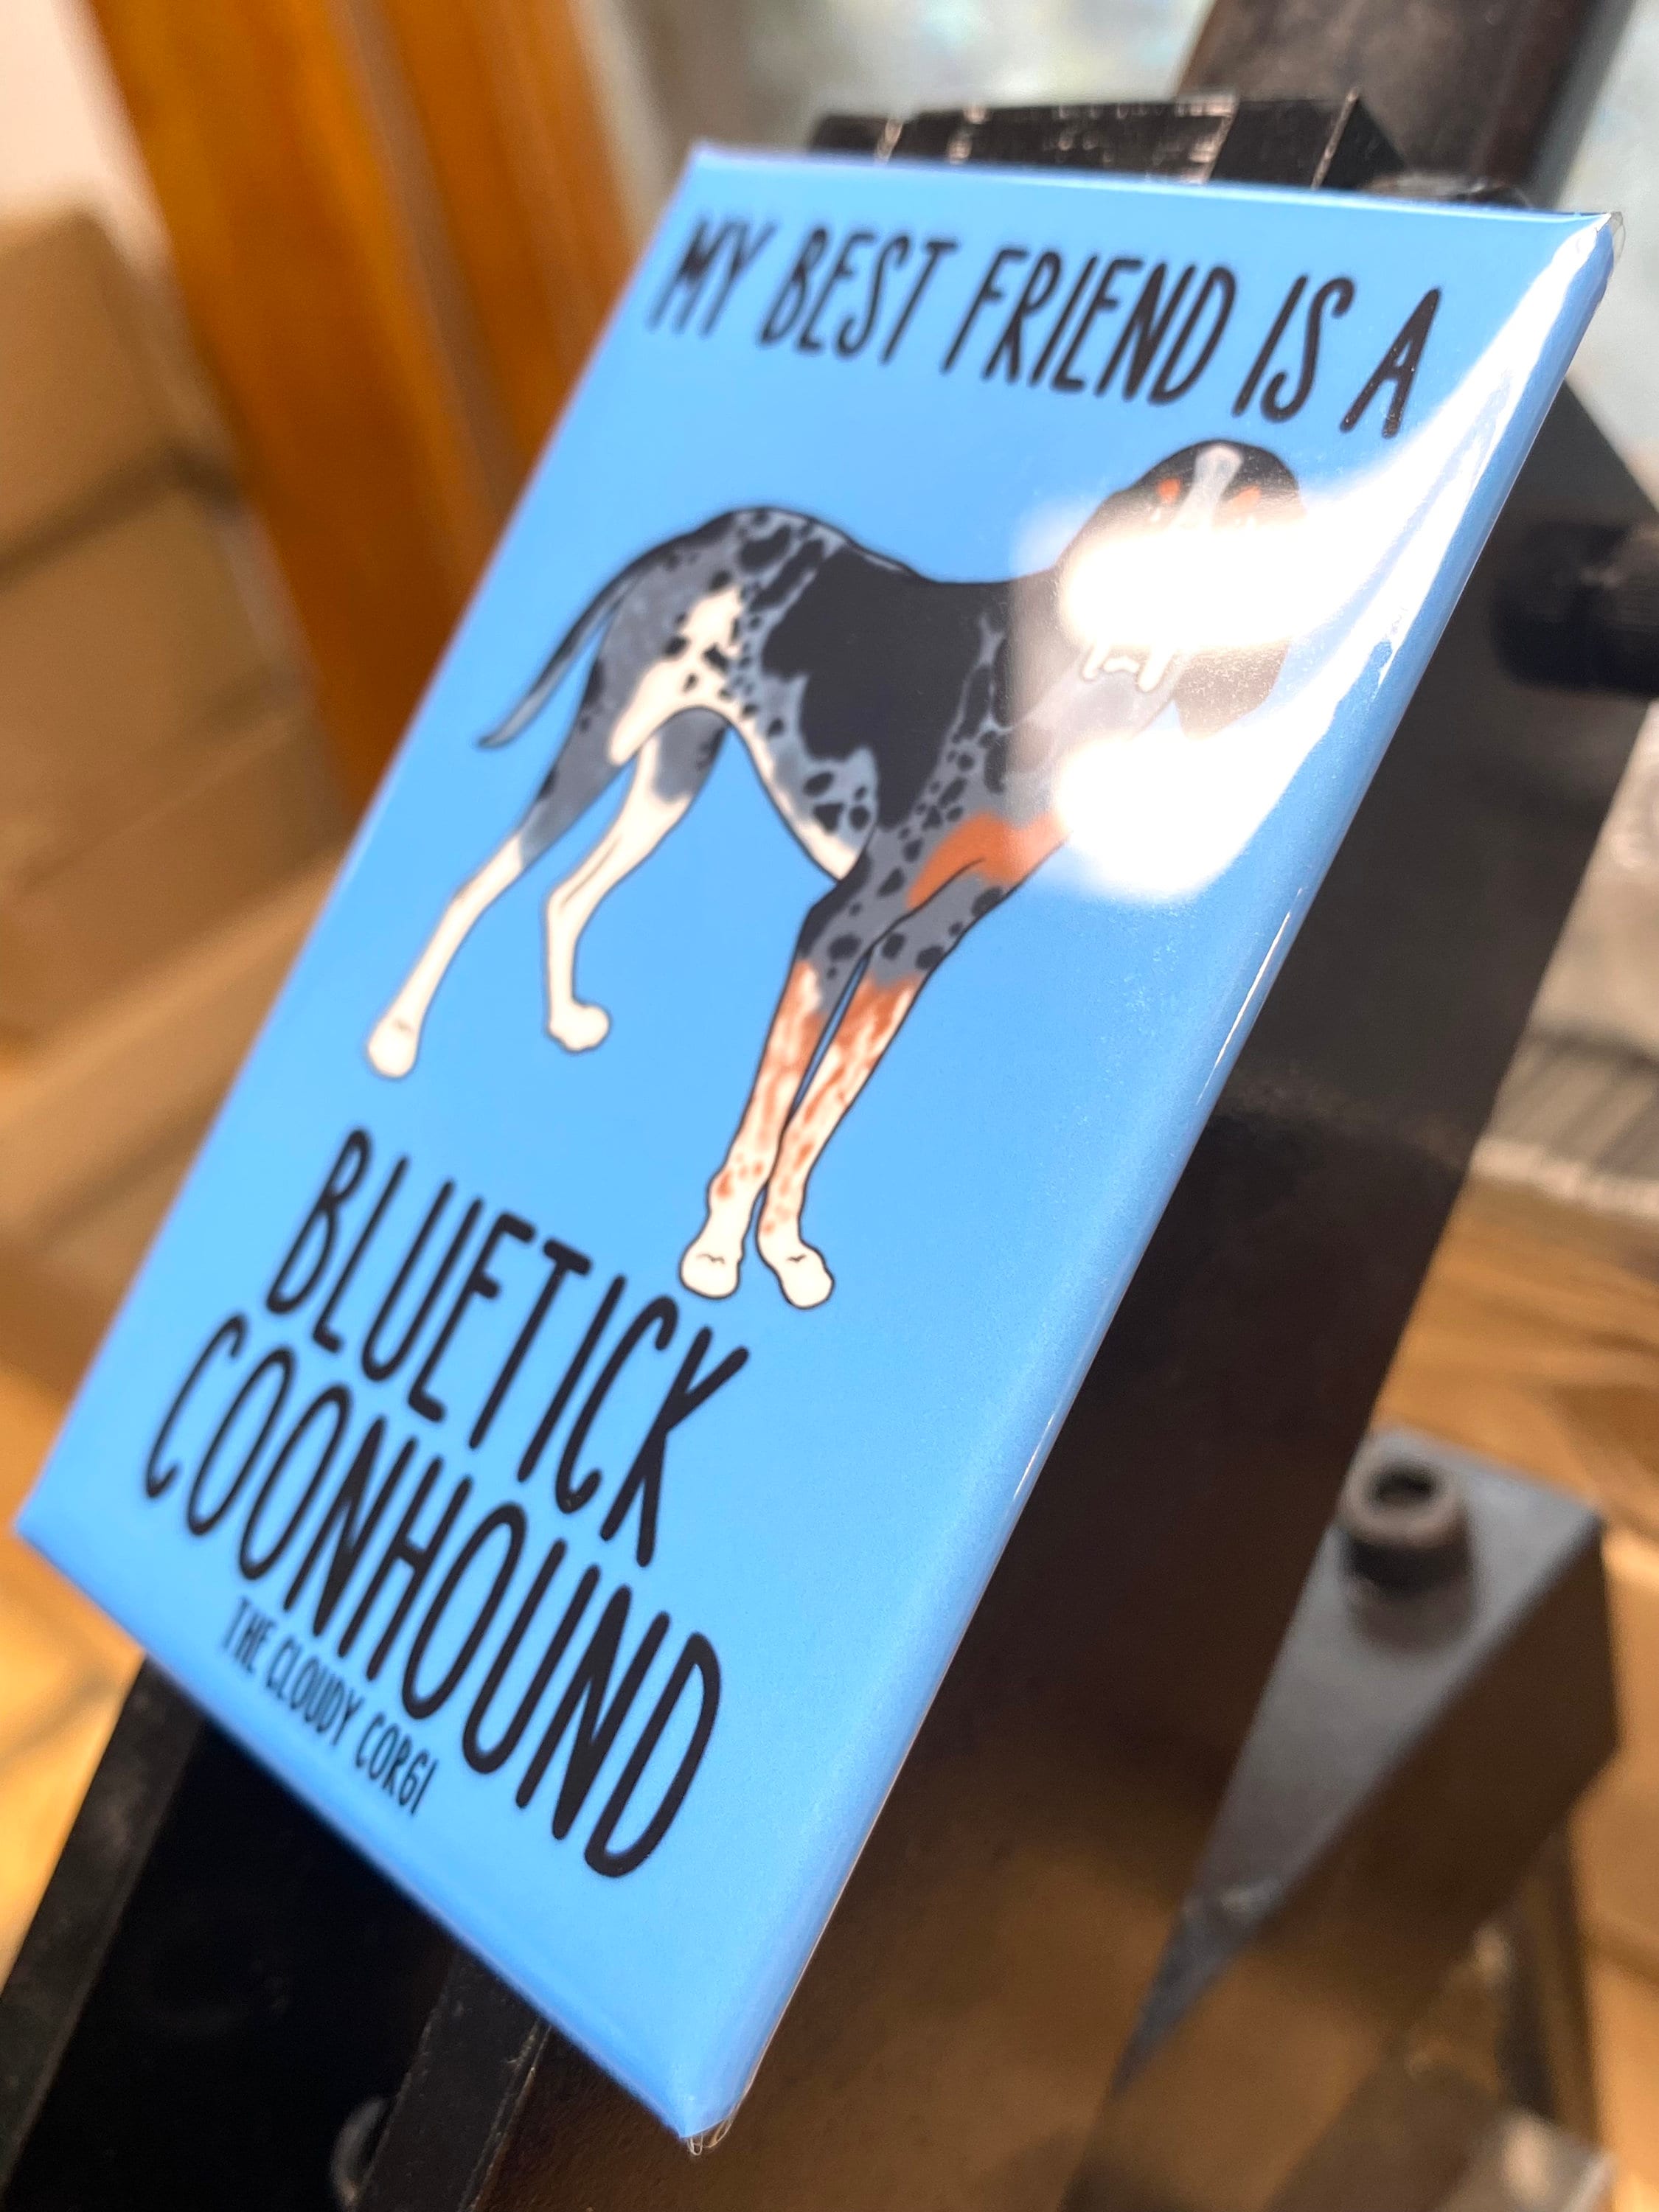 MY BEST FRIEND IS A
BLUETICK
COONHOUND
THE CLOUDY CORGI